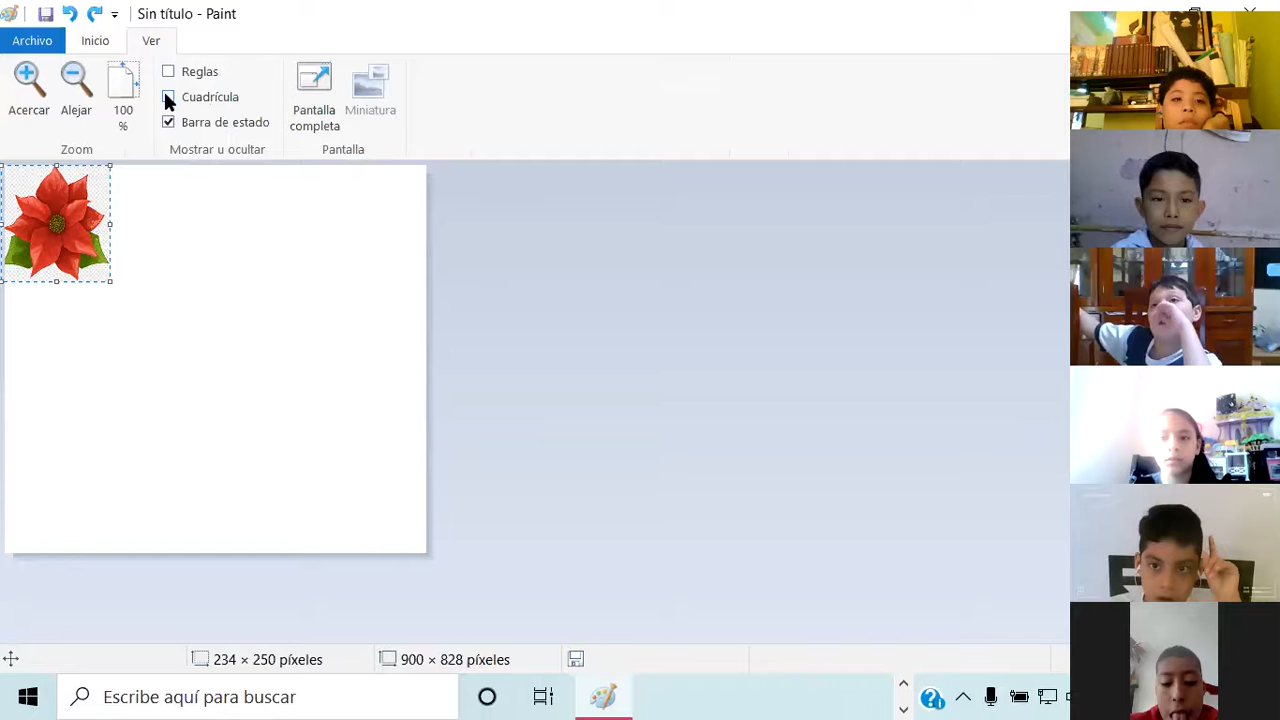 Sin título - Paint
Archivo
Inicio
Ver
Acercar
Alejar
100
%
Reglas
Cuadrícula
Barra de estado
Pantalla
completa
Miniatura
Zoom
Mostrar u ocultar
Pantalla
234 × 250 píxeles
900 × 828 píxeles
Escribe aquí para buscar